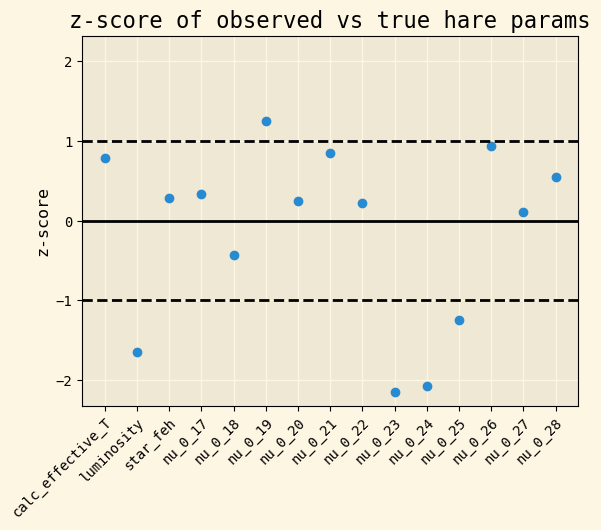 z-score of observed vs true hare params
z-score
2
1
0
−1
−2
calc_effective_T
luminosity
star_feh
nu_0_17
nu_0_18
nu_0_19
nu_0_20
nu_0_21
nu_0_22
nu_0_23
nu_0_24
nu_0_25
nu_0_26
nu_0_27
nu_0_28